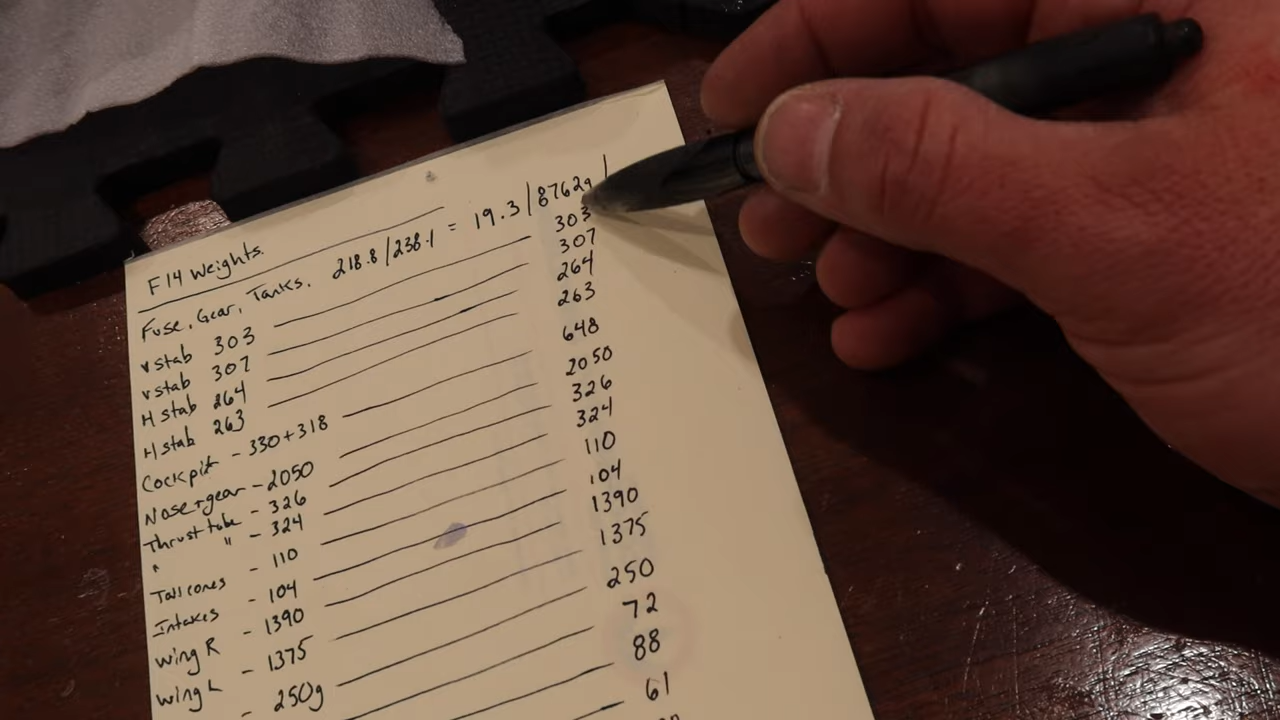 F14 Weights.
Fuse, Gear, Tanks. 218.8/238.1 = 19.3 | 8762g |
v stab 303 303
v stab 307 307
H stab 264 264
H stab 263 263
Cockpit - 330+318 648
Nose+gear - 2050 2050
Thrust tube - 326 326
" " - 324 324
Tail cones - 110 110
Intakes - 104 104
wing R - 1390 1390
wing L - 1375 1375
- 250g 250
72
88
61